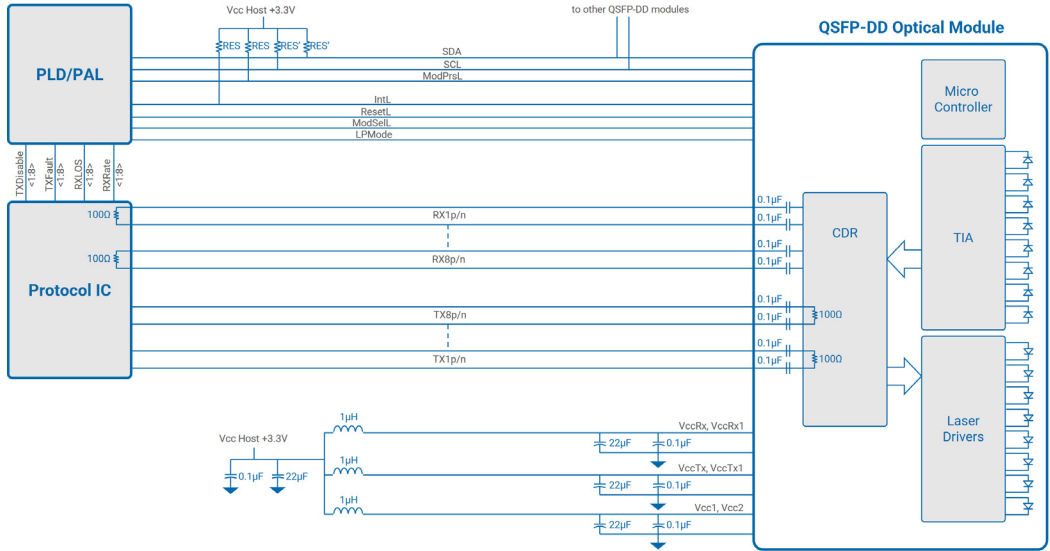 Vcc Host +3.3V
to other QSFP-DD modules
QSFP-DD Optical Module
RES
RES
RES'
RES'
SDA
SCL
ModPrsL
PLD/PAL
IntL
ResetL
ModSelL
LPMode
Micro
Controller
TXDisable
<1:8>
TXFault
<1:8>
RXLOS
<1:8>
RXRate
<1:8>
100Ω
RX1p/n
0.1µF
0.1µF
100Ω
RX8p/n
0.1µF
0.1µF
CDR
TIA
Protocol IC
TX8p/n
0.1µF
0.1µF
100Ω
TX1p/n
0.1µF
0.1µF
100Ω
Laser
Drivers
Vcc Host +3.3V
0.1µF
22µF
1µH
VccRx, VccRx1
22µF
0.1µF
1µH
VccTx, VccTx1
22µF
0.1µF
1µH
Vcc1, Vcc2
22µF
0.1µF